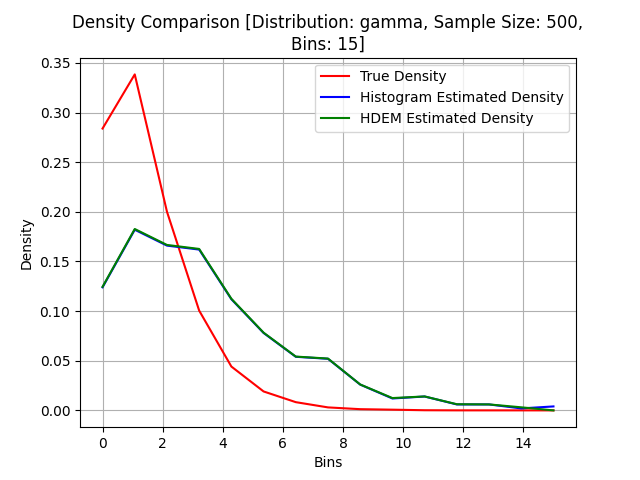 Density Comparison [Distribution: gamma, Sample Size: 500,
Bins: 15]
True Density
Histogram Estimated Density
HDEM Estimated Density
Density
0.35
0.30
0.25
0.20
0.15
0.10
0.05
0.00
0 2 4 6 8 10 12 14
Bins